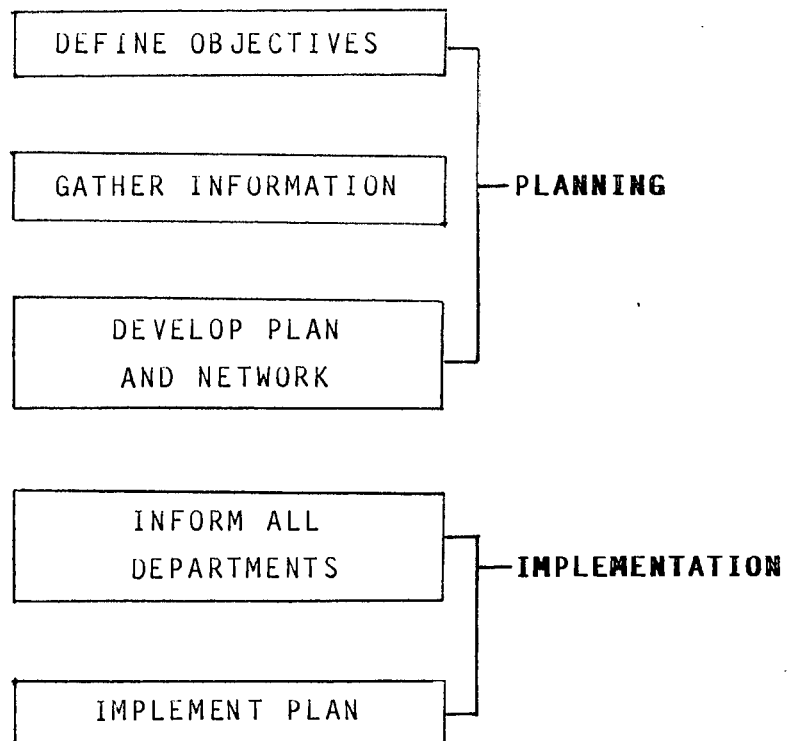 DEFINE OBJECTIVES
GATHER INFORMATION
PLANNING
DEVELOP PLAN
AND NETWORK
INFORM ALL
DEPARTMENTS
IMPLEMENTATION
IMPLEMENT PLAN